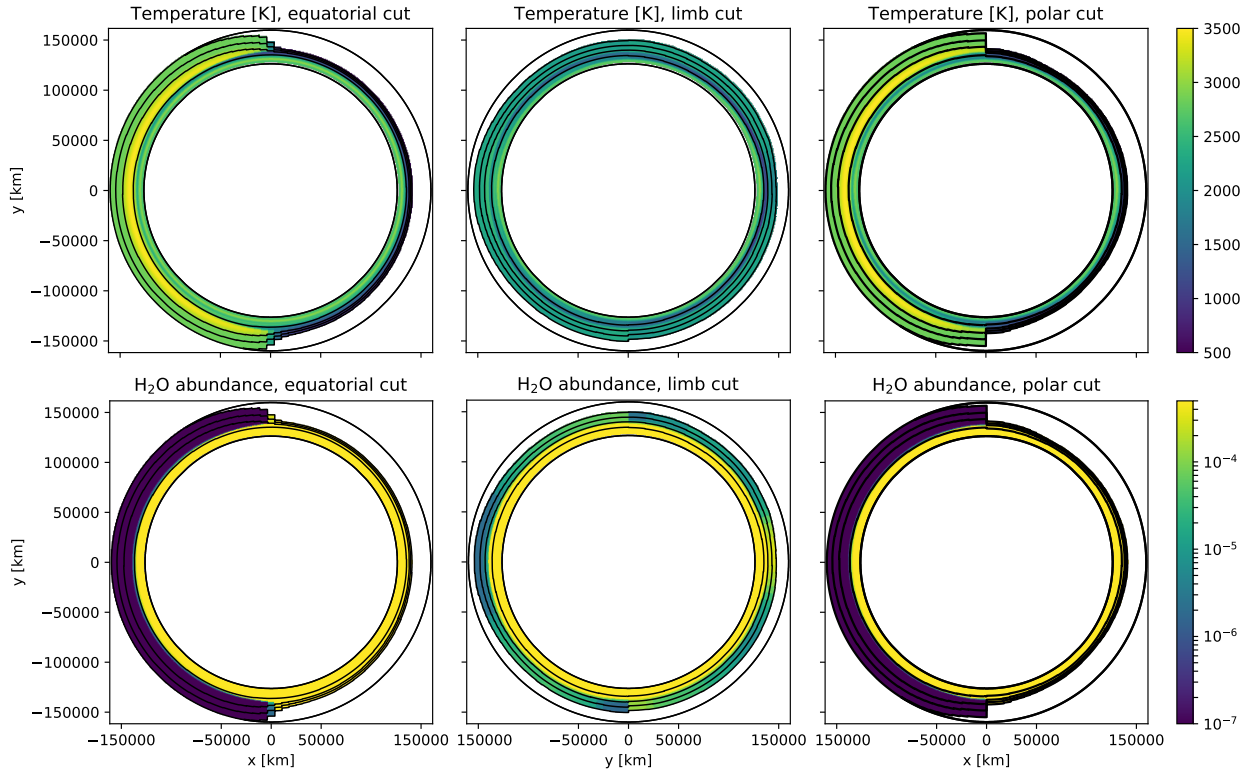 Temperature [K], equatorial cut
Temperature [K], limb cut
Temperature [K], polar cut
150000
100000
50000
0
−50000
−100000
−150000
y [km]
3500
3000
2500
2000
1500
1000
500
H₂O abundance, equatorial cut
H₂O abundance, limb cut
H₂O abundance, polar cut
150000
100000
50000
0
−50000
−100000
−150000
y [km]
10⁻⁴
10⁻⁵
10⁻⁶
10⁻⁷
−150000 −50000 0 50000 150000
−150000 −50000 0 50000 150000
−150000 −50000 0 50000 150000
x [km]
y [km]
x [km]